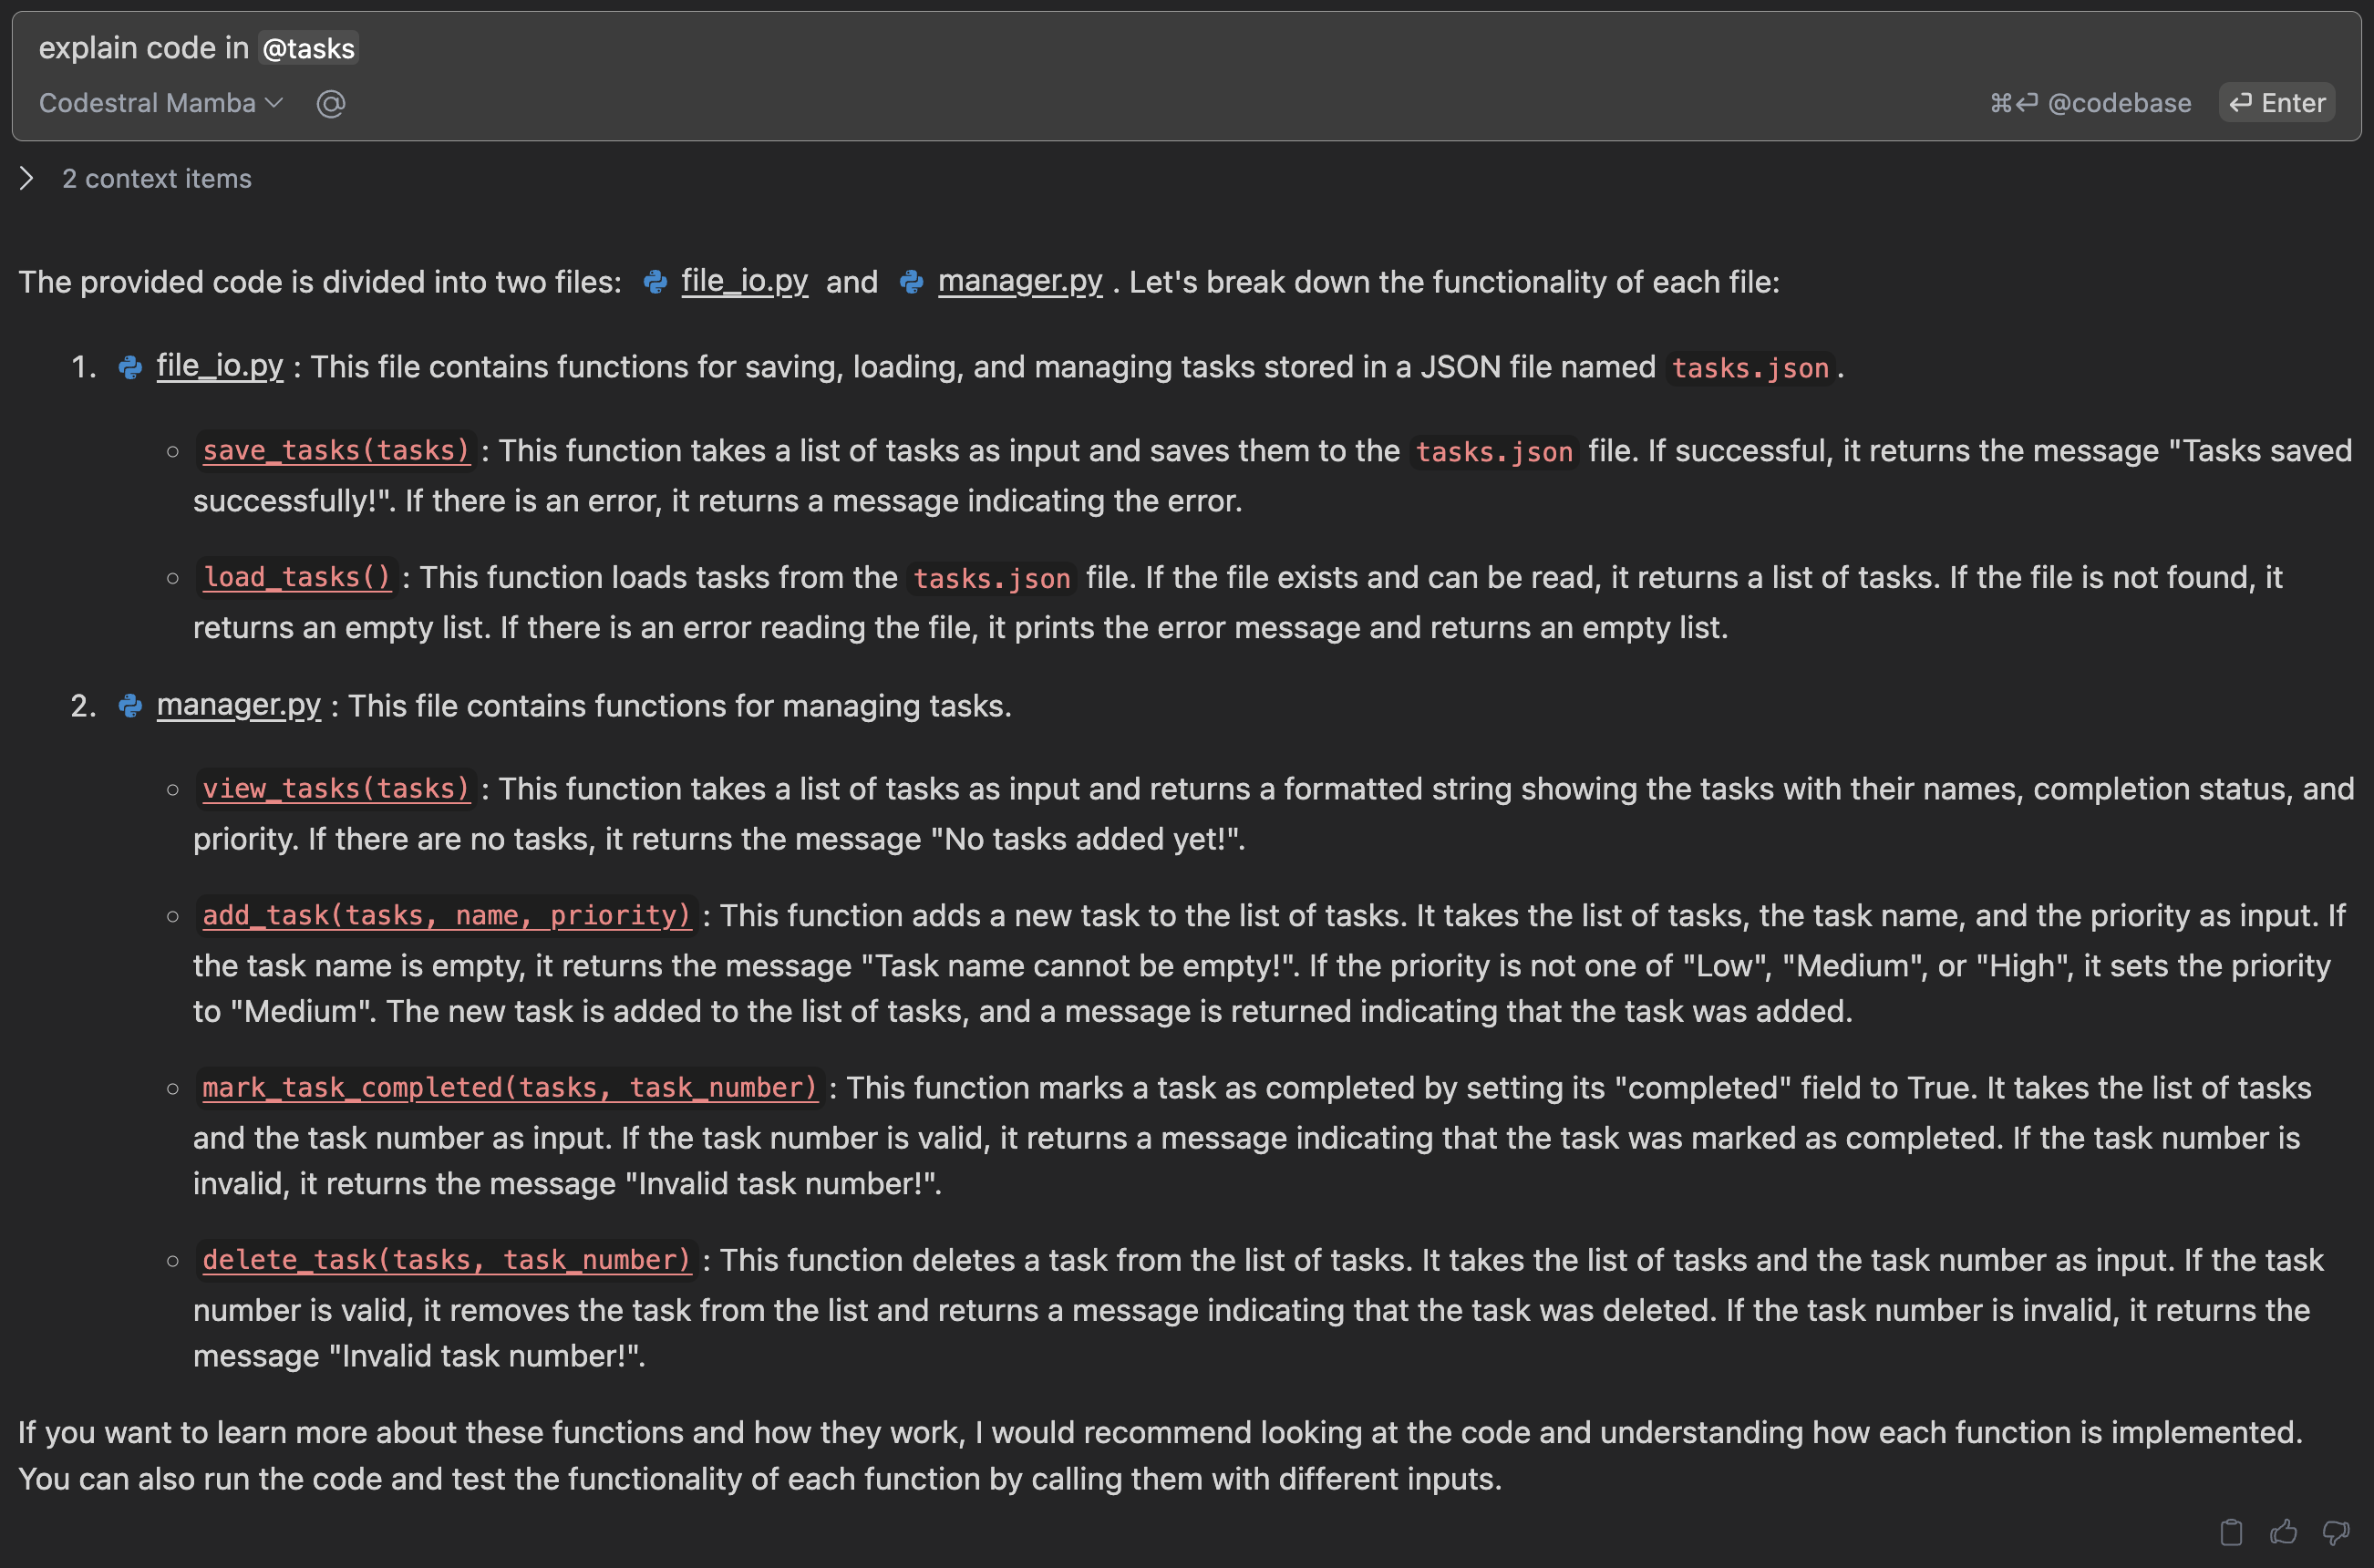 explain code in @tasks
Codestral Mamba
⌘⏎ @codebase ⏎ Enter
2 context items
The provided code is divided into two files: file_io.py and manager.py . Let's break down the functionality of each file:
1. file_io.py : This file contains functions for saving, loading, and managing tasks stored in a JSON file named tasks.json.
○ save_tasks(tasks) : This function takes a list of tasks as input and saves them to the tasks.json file. If successful, it returns the message "Tasks saved
successfully!". If there is an error, it returns a message indicating the error.
○ load_tasks() : This function loads tasks from the tasks.json file. If the file exists and can be read, it returns a list of tasks. If the file is not found, it
returns an empty list. If there is an error reading the file, it prints the error message and returns an empty list.
2. manager.py : This file contains functions for managing tasks.
○ view_tasks(tasks) : This function takes a list of tasks as input and returns a formatted string showing the tasks with their names, completion status, and
priority. If there are no tasks, it returns the message "No tasks added yet!".
○ add_task(tasks, name, priority) : This function adds a new task to the list of tasks. It takes the list of tasks, the task name, and the priority as input. If
the task name is empty, it returns the message "Task name cannot be empty!". If the priority is not one of "Low", "Medium", or "High", it sets the priority
to "Medium". The new task is added to the list of tasks, and a message is returned indicating that the task was added.
○ mark_task_completed(tasks, task_number) : This function marks a task as completed by setting its "completed" field to True. It takes the list of tasks
and the task number as input. If the task number is valid, it returns a message indicating that the task was marked as completed. If the task number is
invalid, it returns the message "Invalid task number!".
○ delete_task(tasks, task_number) : This function deletes a task from the list of tasks. It takes the list of tasks and the task number as input. If the task
number is valid, it removes the task from the list and returns a message indicating that the task was deleted. If the task number is invalid, it returns the
message "Invalid task number!".
If you want to learn more about these functions and how they work, I would recommend looking at the code and understanding how each function is implemented.
You can also run the code and test the functionality of each function by calling them with different inputs.